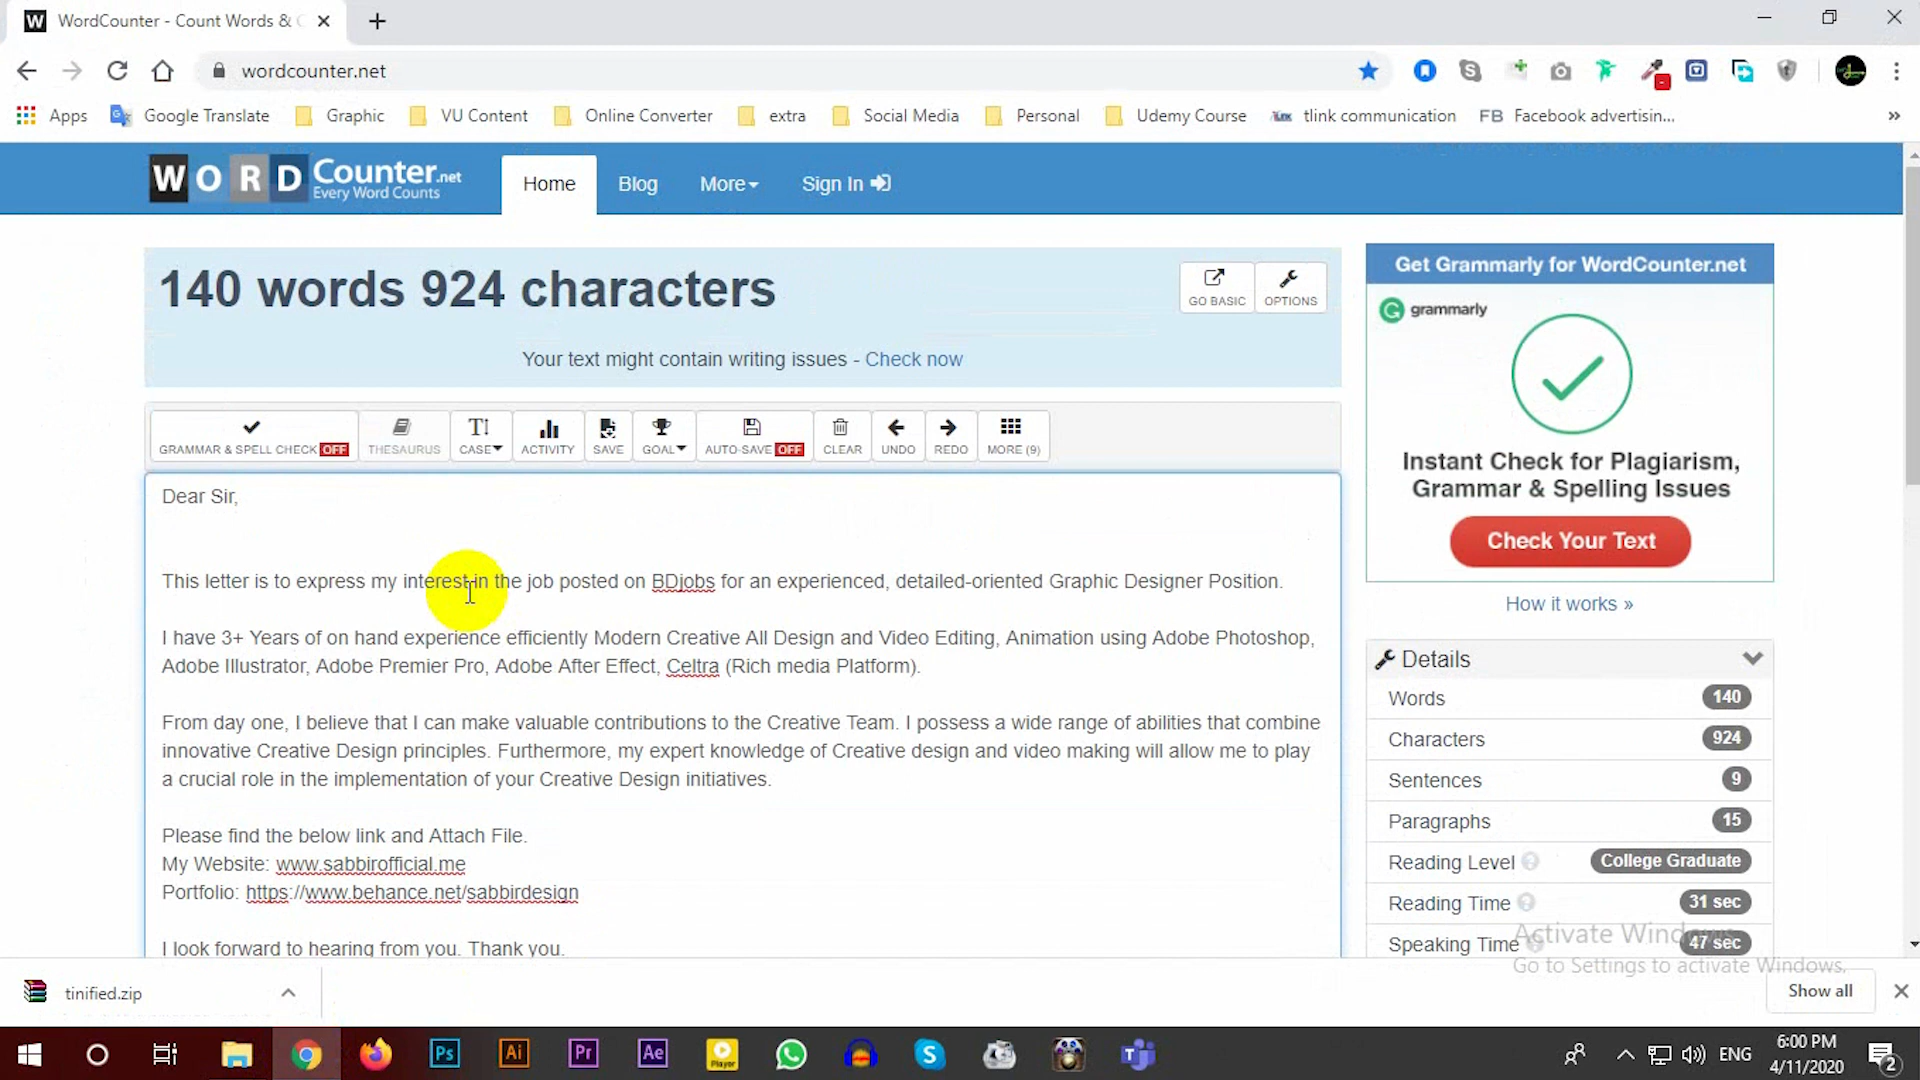 WordCounter - Count Words & C
wordcounter.net
Apps Google Translate Graphic VU Content Online Converter extra Social Media Personal Udemy Course tlink communication FB Facebook advertisin... »
WORD Counter.net
Every Word Counts
Home Blog More Sign In
140 words 924 characters
GO BASIC OPTIONS
Your text might contain writing issues - Check now
GRAMMAR & SPELL CHECK OFF THESAURUS CASE ACTIVITY SAVE GOAL AUTO-SAVE OFF CLEAR UNDO REDO MORE (9)
Dear Sir,
This letter is to express my interest in the job posted on BDjobs for an experienced, detailed-oriented Graphic Designer Position.
I have 3+ Years of on hand experience efficiently Modern Creative All Design and Video Editing, Animation using Adobe Photoshop,
Adobe Illustrator, Adobe Premier Pro, Adobe After Effect, Celtra (Rich media Platform).
From day one, I believe that I can make valuable contributions to the Creative Team. I possess a wide range of abilities that combine
innovative Creative Design principles. Furthermore, my expert knowledge of Creative design and video making will allow me to play
a crucial role in the implementation of your Creative Design initiatives.
Please find the below link and Attach File.
My Website: www.sabbirofficial.me
Portfolio: https://www.behance.net/sabbirdesign
I look forward to hearing from you. Thank you.
Get Grammarly for WordCounter.net
grammarly
Instant Check for Plagiarism,
Grammar & Spelling Issues
Check Your Text
How it works »
Details
Words 140
Characters 924
Sentences 9
Paragraphs 15
Reading Level College Graduate
Reading Time 31 sec
Speaking Time 47 sec
Activate Windows
Go to Settings to activate Windows.
tinified.zip
Show all
Ps Ai Pr Ae Player
ENG
6:00 PM
4/11/2020
2